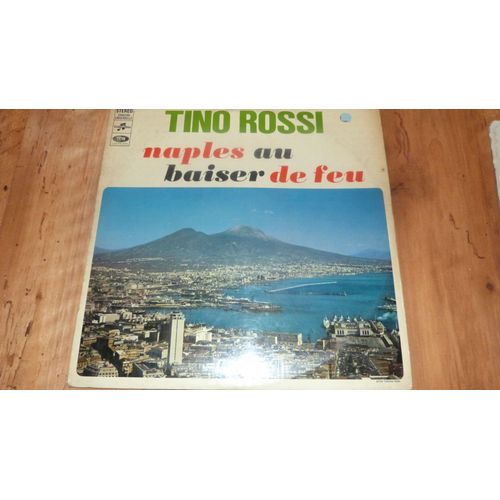 STEREO
TINO ROSSI
naples au
baiser de feu